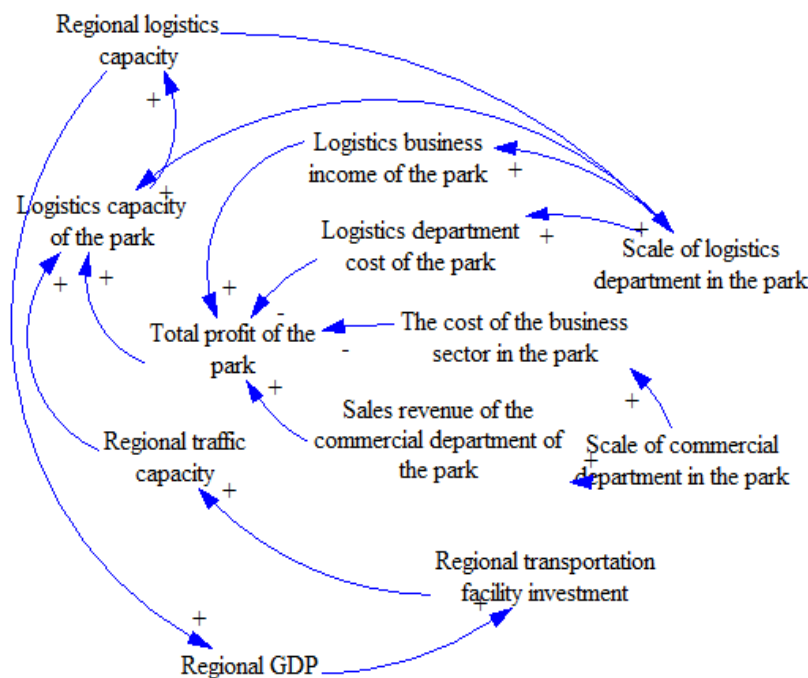 Regional logistics
capacity
+
Logistics business
income of the park
+
+
Logistics capacity
of the park
Logistics department
cost of the park
+
+
Scale of logistics
department in the park
+
+
+
-
Total profit of the
park
The cost of the business
sector in the park
-
+
Sales revenue of the
commercial department of
the park
+
Scale of commercial
department in the park
+
Regional traffic
capacity
+
Regional transportation
facility investment
+
+
Regional GDP